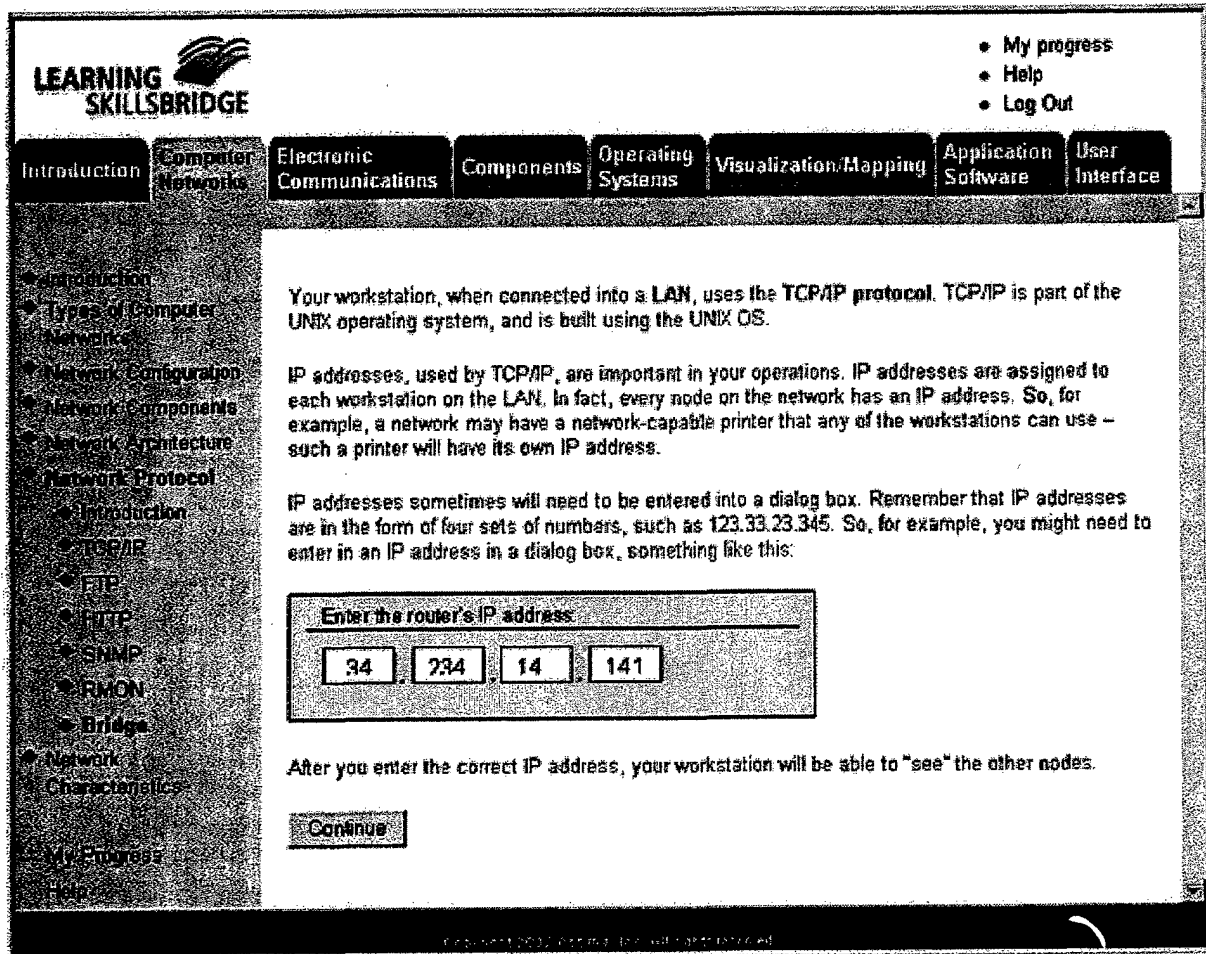 LEARNING
SKILLSBRIDGE
• My progress
• Help
• Log Out
Introduction
Computer
Networks
Electronic
Communications
Components
Operating
Systems
Visualization/Mapping
Application
Software
User
Interface
• Introduction
• Types of Computer
Networks
• Network Configuration
• Network Components
• Network Architecture
Network Protocol
• Introduction
• TCP/IP
• FTP
• HTTP
• SNMP
• RMON
• Bridge
• Network
Characteristics
My Progress
Help
Your workstation, when connected into a LAN, uses the TCP/IP protocol. TCP/IP is part of the
UNIX operating system, and is built using the UNIX OS.
IP addresses, used by TCP/IP, are important in your operations. IP addresses are assigned to
each workstation on the LAN. In fact, every node on the network has an IP address. So, for
example, a network may have a network-capable printer that any of the workstations can use –
such a printer will have its own IP address.
IP addresses sometimes will need to be entered into a dialog box. Remember that IP addresses
are in the form of four sets of numbers, such as 123.33.23.345. So, for example, you might need to
enter in an IP address in a dialog box, something like this:
Enter the router's IP address:
34 . 234 . 14 . 141
After you enter the correct IP address, your workstation will be able to "see" the other nodes.
Continue